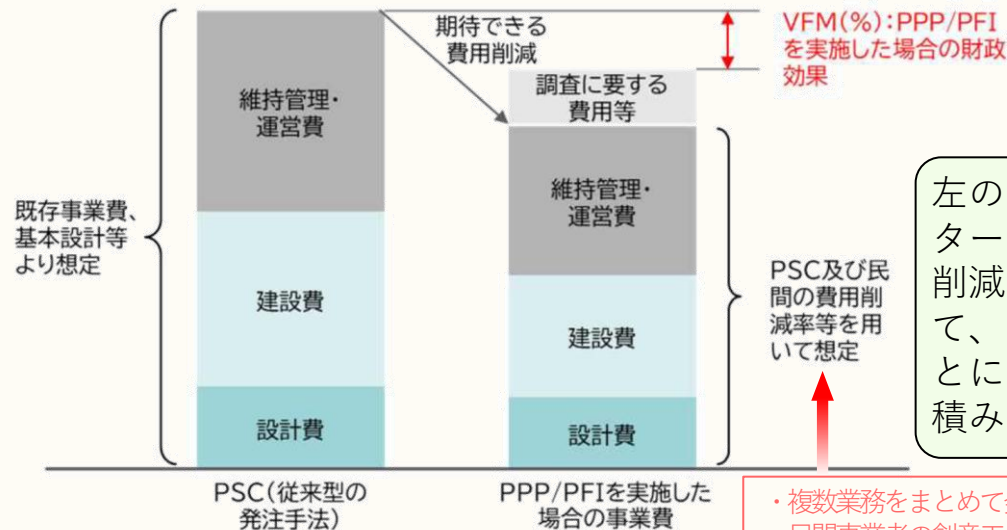 期待できる
費用削減
VFM(%):PPP/PFI
を実施した場合の財政
効果
維持管理・
運営費
建設費
設計費
既存事業費、
基本設計等
より想定
PSC(従来型の
発注手法)
調査に要する
費用等
維持管理・
運営費
建設費
設計費
PPP/PFIを実施した
場合の事業費
PSC及び民
間の費用削
減率等を用
いて想定
左の
ター
削減
て、
とに
積み
・複数業務をまとめて